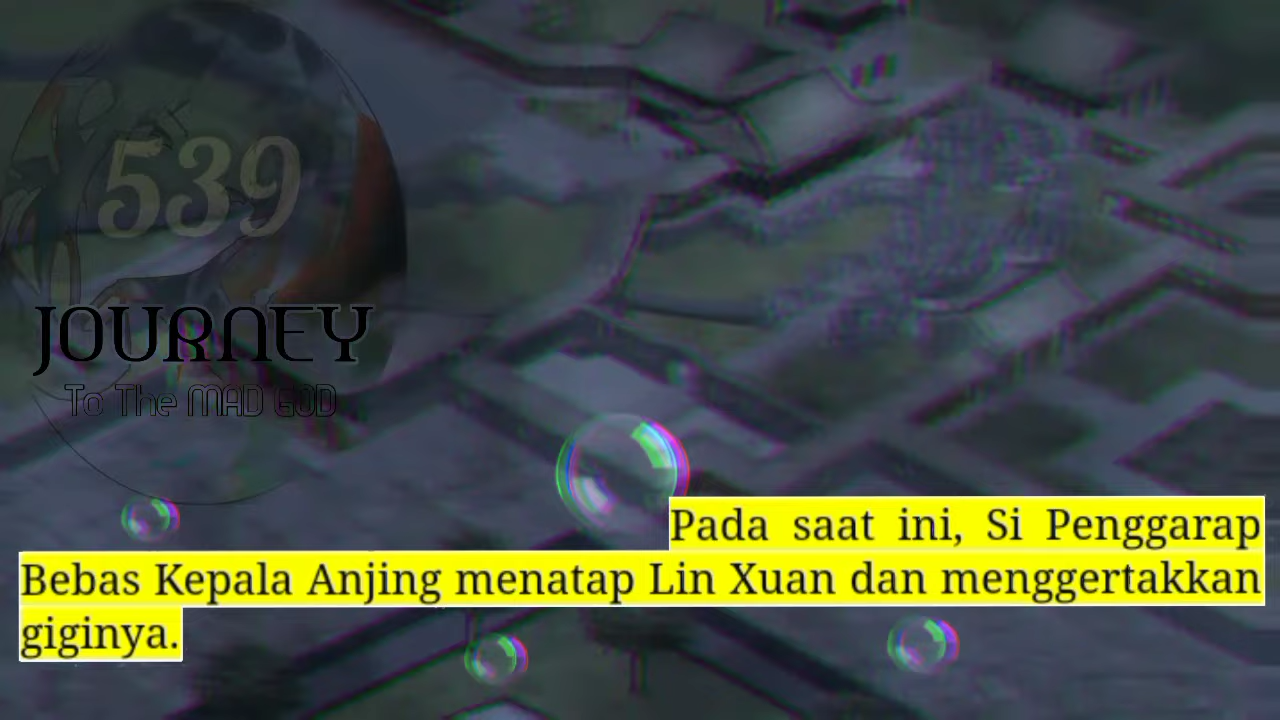 539
JOURNEY
To The MAD GOD
Pada saat ini, Si Penggarap
Bebas Kepala Anjing menatap Lin Xuan dan menggertakkan
giginya.